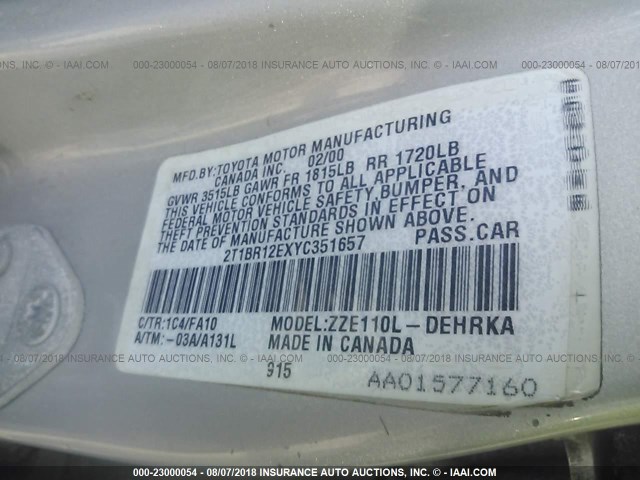 000-23000054 - 08/07/2018 INSURANCE AUTO AUCTIONS, INC. © - IAAI.COM
MFD.BY:TOYOTA MOTOR MANUFACTURING
CANADA INC. 02/00
GVWR 3515LB GAWR FR 1815LB RR 1720LB
THIS VEHICLE CONFORMS TO ALL APPLICABLE
FEDERAL MOTOR VEHICLE SAFETY,BUMPER, AND
THEFT PREVENTION STANDARDS IN EFFECT ON
THE DATE OF MANUFACTURE SHOWN ABOVE.
2T1BR12EXYC351657 PASS.CAR
C/TR:1C4/FA10 MODEL:ZZE110L-DEHRKA
A/TM:-03A/A131L MADE IN CANADA
915 AA01577160
000-23000054 - 08/07/2018 INSURANCE AUTO AUCTIONS, INC. © - IAAI.COM
000-23000054 - 08/07/2018 INSURANCE AUTO AUCTIONS, INC. © - IAAI.COM